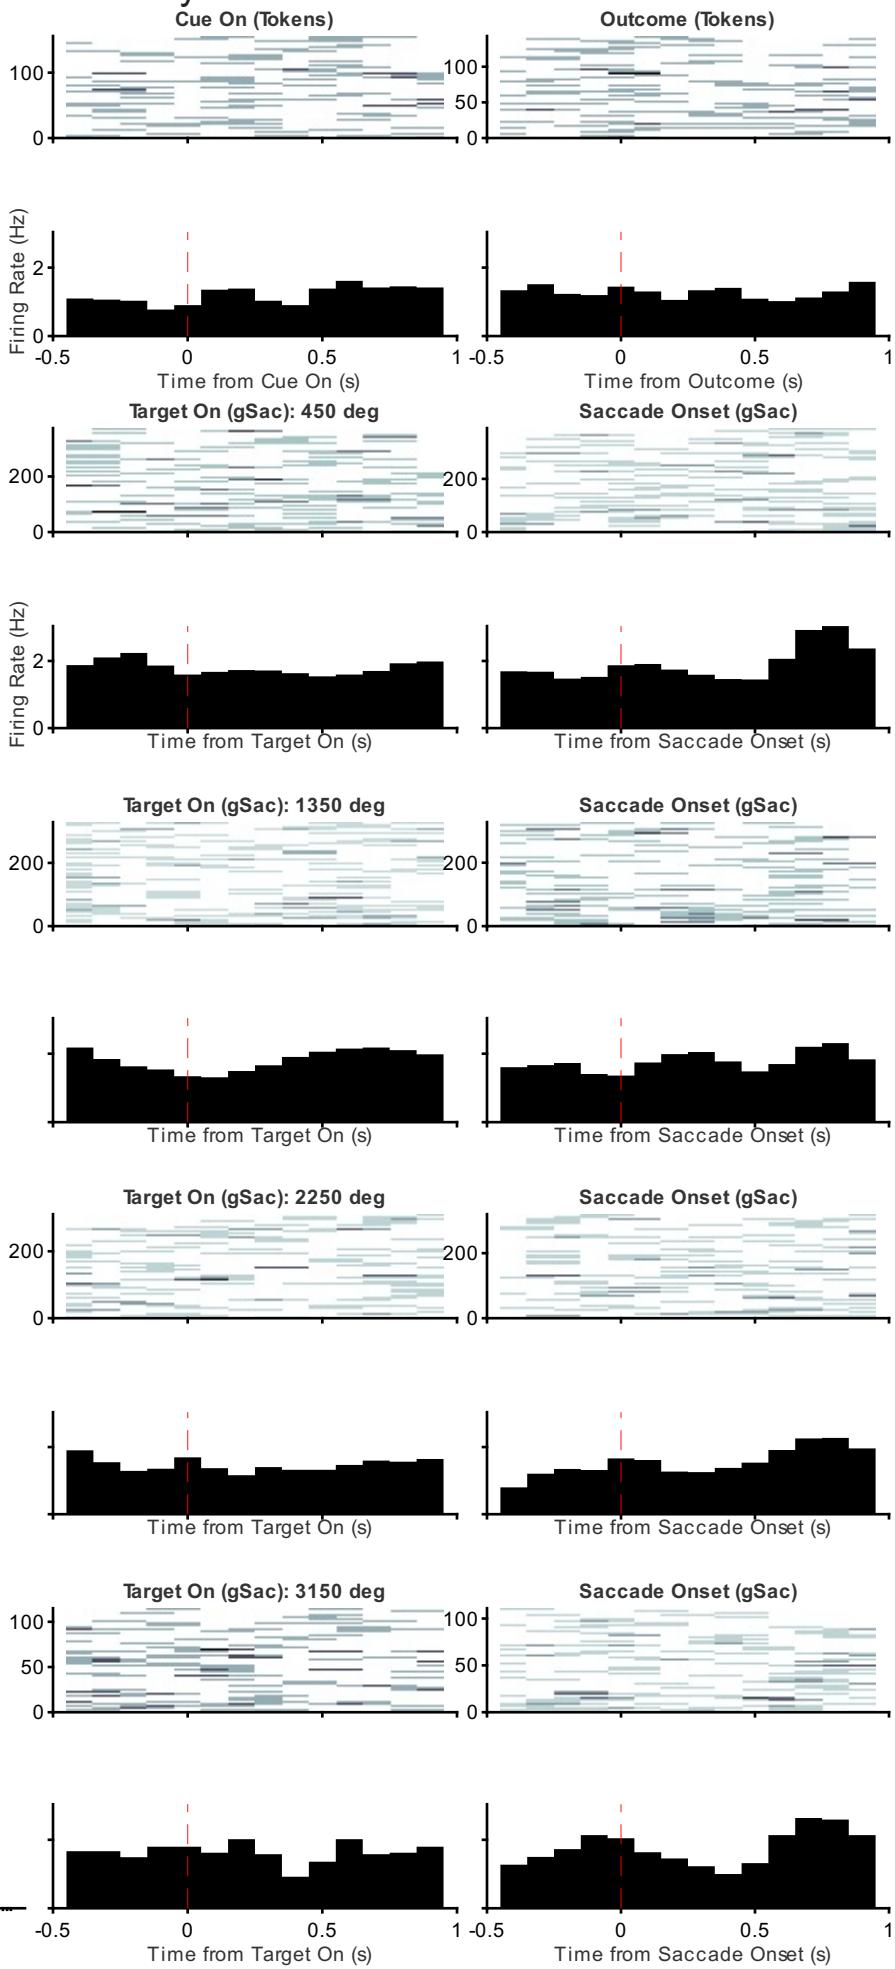 y
Cue On (Tokens) Outcome (Tokens)
100 100
50
0 0
Firing Rate (Hz)
2
0
-0.5 0 0.5 1 -0.5 0 0.5 1
Time from Cue On (s) Time from Outcome (s)
Target On (gSac): 450 deg Saccade Onset (gSac)
200 200
0 0
Firing Rate (Hz)
2
0
Time from Target On (s) Time from Saccade Onset (s)
Target On (gSac): 1350 deg Saccade Onset (gSac)
200 200
0 0
Time from Target On (s) Time from Saccade Onset (s)
Target On (gSac): 2250 deg Saccade Onset (gSac)
200 200
0 0
Time from Target On (s) Time from Saccade Onset (s)
Target On (gSac): 3150 deg Saccade Onset (gSac)
100 100
50 50
0 0
-0.5 0 0.5 1 -0.5 0 0.5 1
Time from Target On (s) Time from Saccade Onset (s)